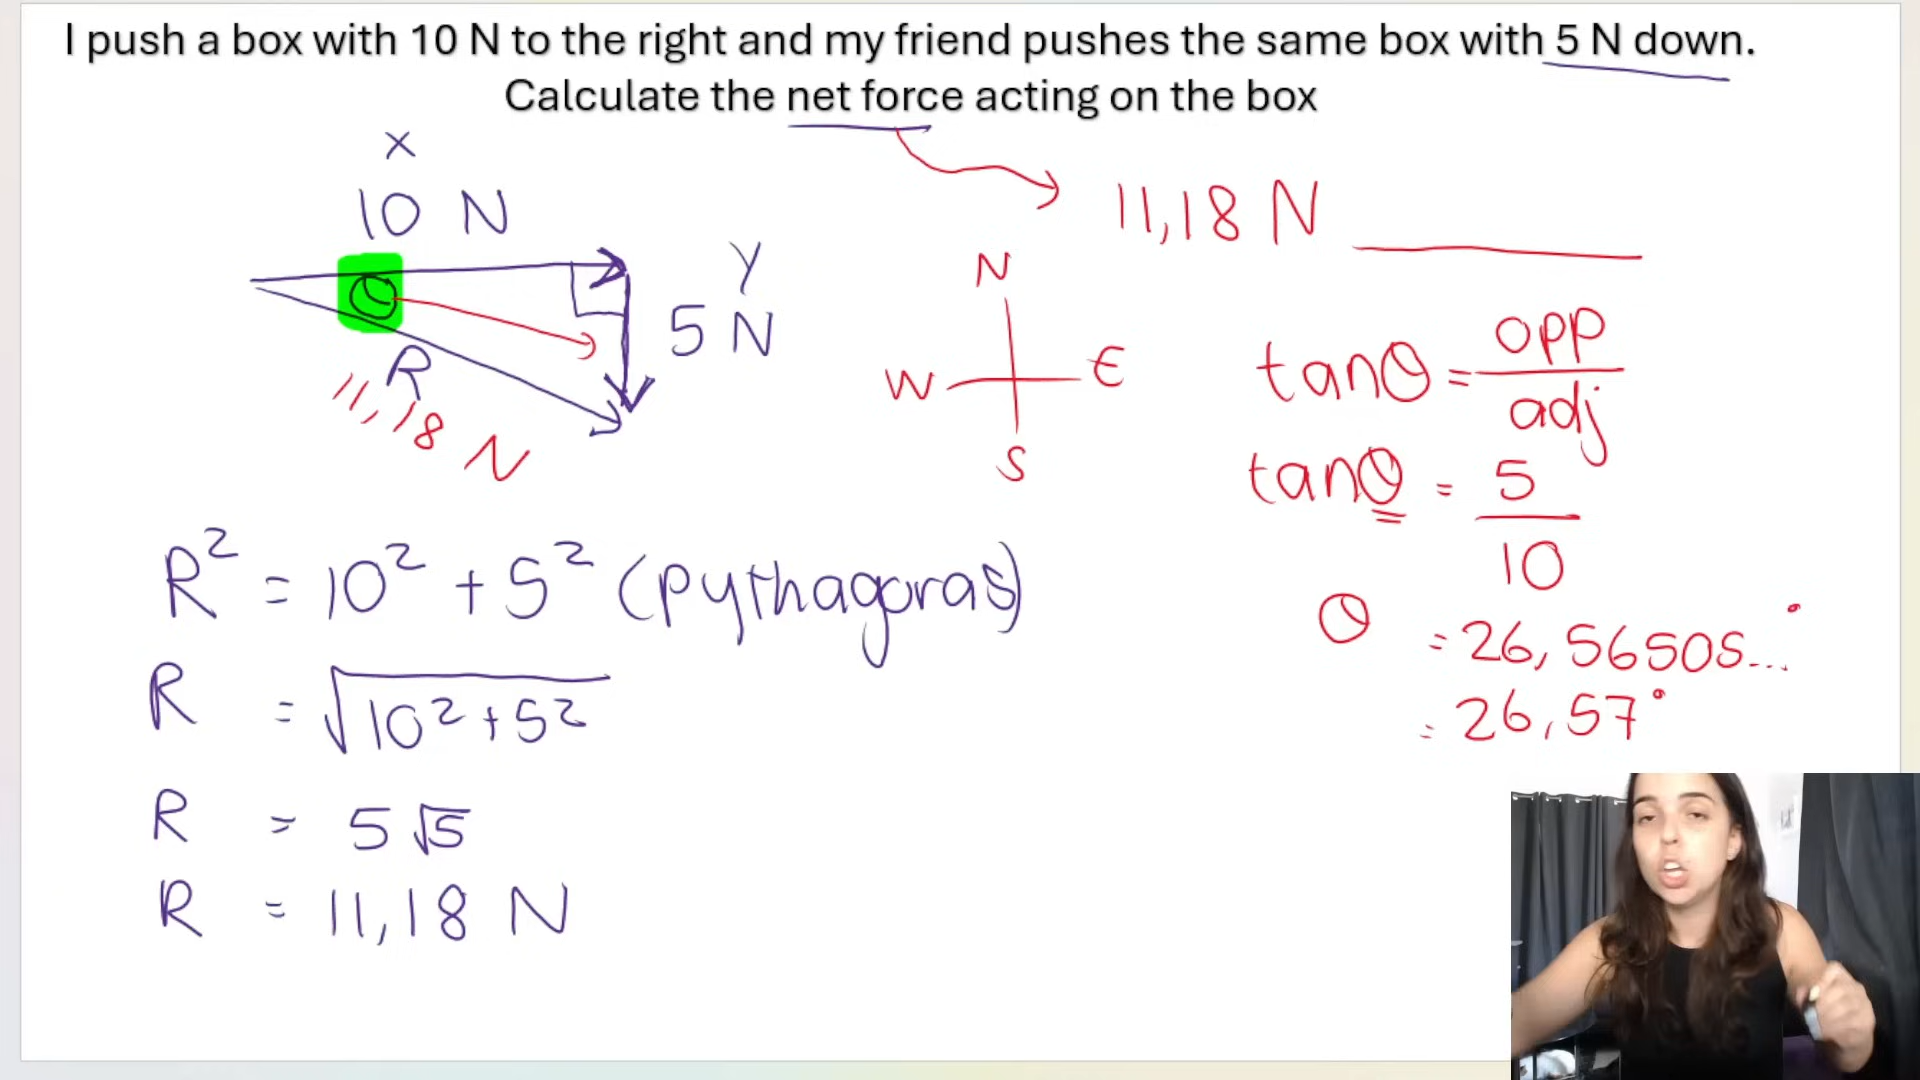 I push a box with 10 N to the right and my friend pushes the same box with 5 N down.
Calculate the net force acting on the box
x
10 N
y
5 N
R
11,18 N
11,18 N
N
W
E
S
tanθ = opp/adj
tanθ = 5/10
θ = 26,56505...°
= 26,57°
R² = 10² + 5² (pythagoras)
R = √10² + 5²
R = 5√5
R = 11,18 N